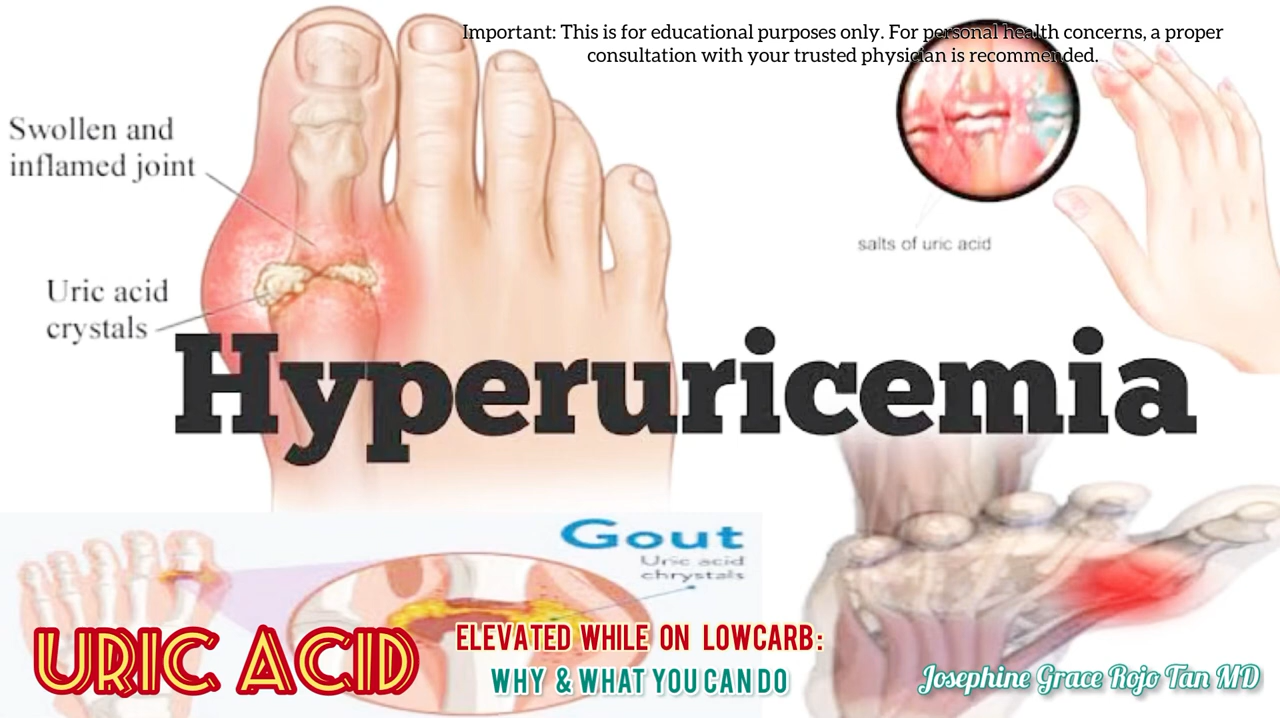 Important: This is for educational purposes only. For personal health concerns, a proper
consultation with your trusted physician is recommended.
Swollen and
inflamed joint
salts of uric acid
Uric acid
crystals
Hyperuricemia
Gout
Uric acid
chrystals
URIC ACID
ELEVATED WHILE ON LOWCARB:
WHY & WHAT YOU CAN DO
Josephine Grace Rojo Tan MD